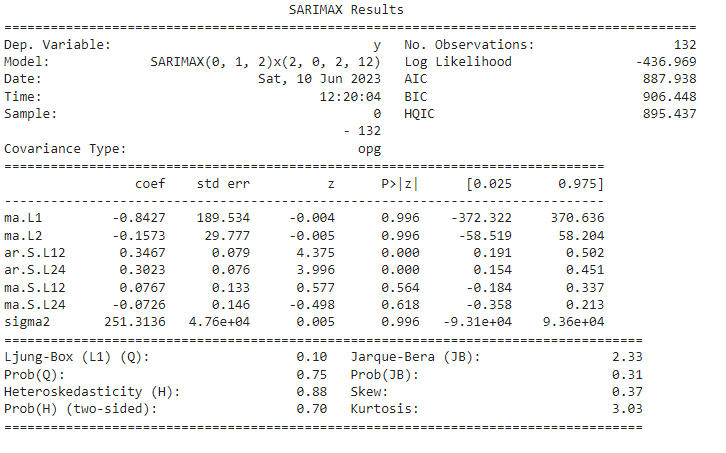 SARIMAX Results
==============================================================================================
Dep. Variable: y No. Observations: 132
Model: SARIMAX(0, 1, 2)x(2, 0, 2, 12) Log Likelihood -436.969
Date: Sat, 10 Jun 2023 AIC 887.938
Time: 12:20:04 BIC 906.448
Sample: 0 HQIC 895.437
- 132
Covariance Type: opg
==============================================================================
coef std err z P>|z| [0.025 0.975]
------------------------------------------------------------------------------
ma.L1 -0.8427 189.534 -0.004 0.996 -372.322 370.636
ma.L2 -0.1573 29.777 -0.005 0.996 -58.519 58.204
ar.S.L12 0.3467 0.079 4.375 0.000 0.191 0.502
ar.S.L24 0.3023 0.076 3.996 0.000 0.154 0.451
ma.S.L12 0.0767 0.133 0.577 0.564 -0.184 0.337
ma.S.L24 -0.0726 0.146 -0.498 0.618 -0.358 0.213
sigma2 251.3136 4.76e+04 0.005 0.996 -9.31e+04 9.36e+04
===================================================================================
Ljung-Box (L1) (Q): 0.10 Jarque-Bera (JB): 2.33
Prob(Q): 0.75 Prob(JB): 0.31
Heteroskedasticity (H): 0.88 Skew: 0.37
Prob(H) (two-sided): 0.70 Kurtosis: 3.03
===================================================================================